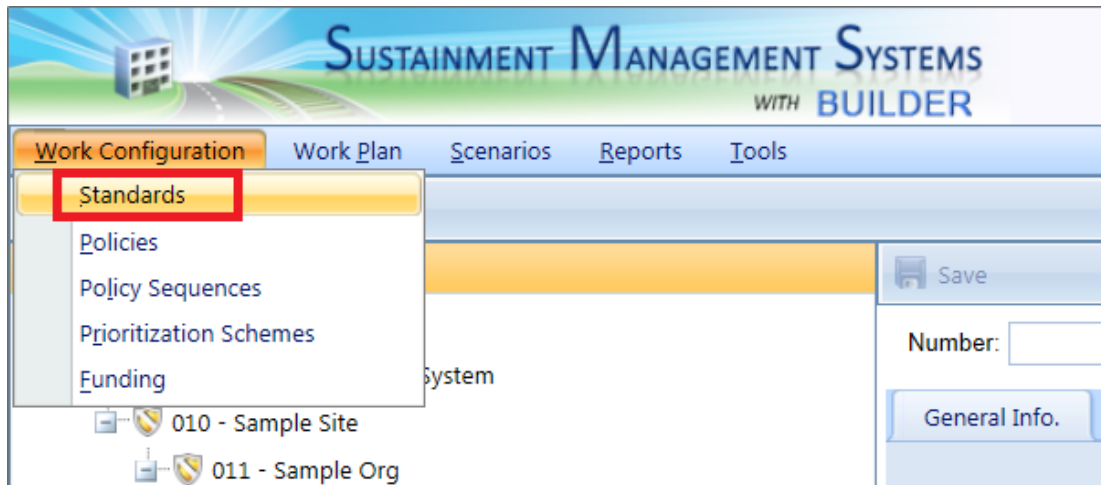 SUSTAINMENT MANAGEMENT SYSTEMS
WITH BUILDER
Work Configuration Work Plan Scenarios Reports Tools
Standards
Policies
Policy Sequences
Prioritization Schemes
Funding
System
010 - Sample Site
011 - Sample Org
Save
Number:
General Info.